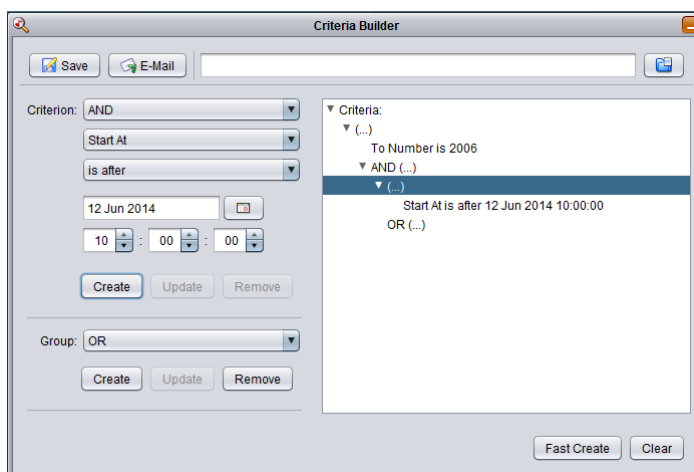 Criteria Builder
Save E-Mail
Criterion: AND
Start At
is after
12 Jun 2014
10 : 00 : 00
Create Update Remove
Group: OR
Create Update Remove
Criteria:
(...)
To Number is 2006
AND (...)
(...)
Start At is after 12 Jun 2014 10:00:00
OR (...)
Fast Create Clear